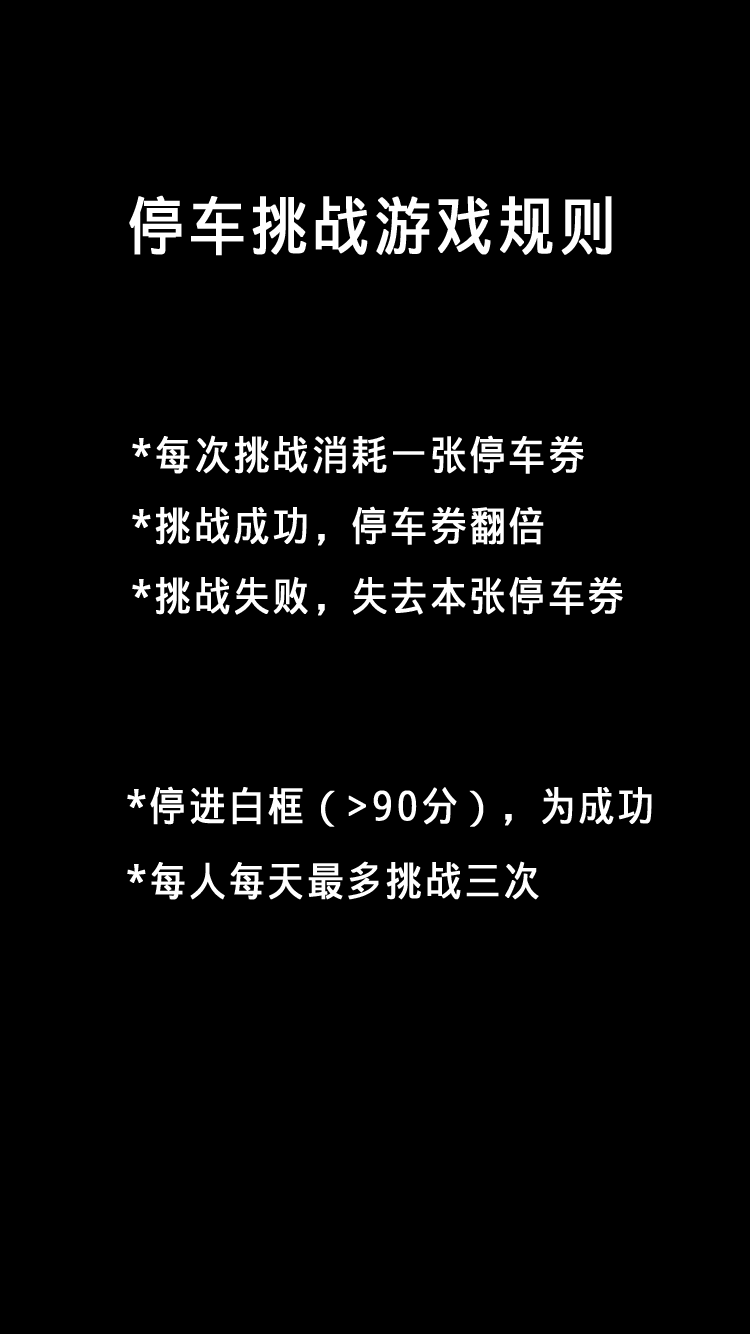 停车挑战游戏规则
*每次挑战消耗一张停车券
*挑战成功，停车券翻倍
*挑战失败，失去本张停车券
*停进白框（>90分），为成功
*每人每天最多挑战三次